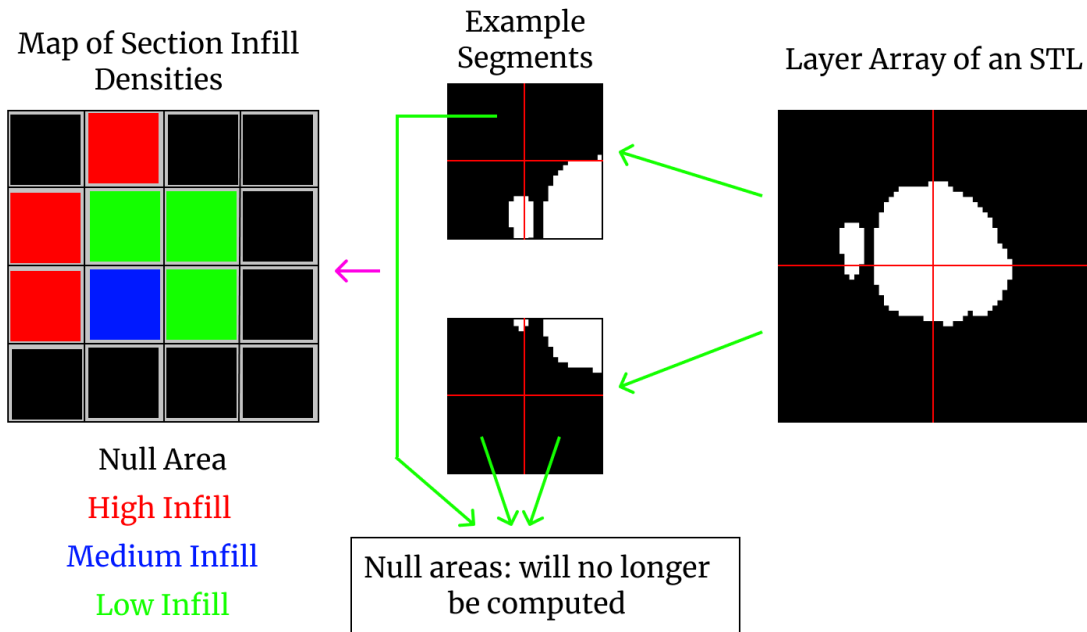 Map of Section Infill
Densities
Example
Segments
Layer Array of an STL
Null Area
High Infill
Medium Infill
Low Infill
Null areas: will no longer
be computed